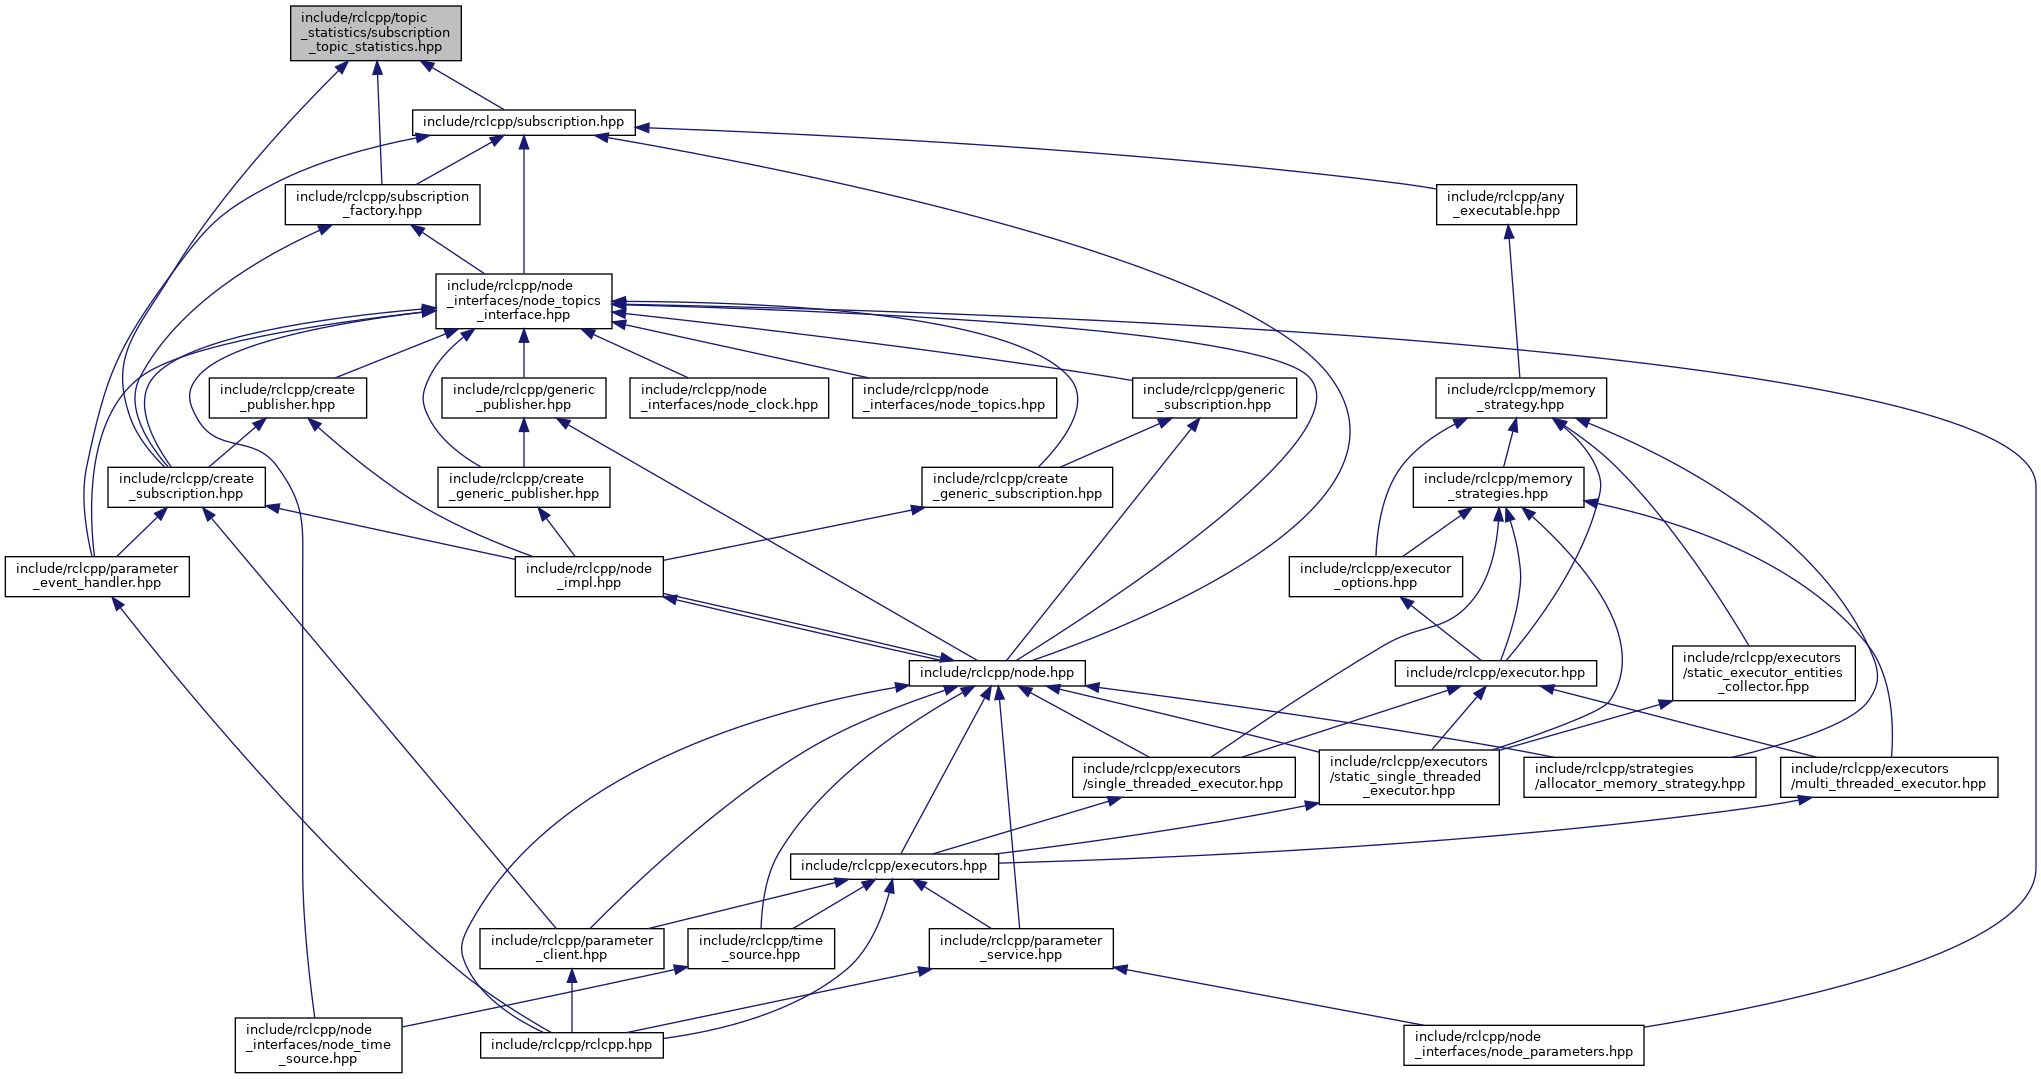 include/rclcpp/topic
_statistics/subscription
_topic_statistics.hpp
include/rclcpp/subscription.hpp
include/rclcpp/subscription
_factory.hpp
include/rclcpp/any
_executable.hpp
include/rclcpp/node
_interfaces/node_topics
_interface.hpp
include/rclcpp/create
_publisher.hpp
include/rclcpp/generic
_publisher.hpp
include/rclcpp/node
_interfaces/node_clock.hpp
include/rclcpp/node
_interfaces/node_topics.hpp
include/rclcpp/generic
_subscription.hpp
include/rclcpp/memory
_strategy.hpp
include/rclcpp/create
_subscription.hpp
include/rclcpp/create
_generic_publisher.hpp
include/rclcpp/create
_generic_subscription.hpp
include/rclcpp/memory
_strategies.hpp
include/rclcpp/parameter
_event_handler.hpp
include/rclcpp/node
_impl.hpp
include/rclcpp/executor
_options.hpp
include/rclcpp/node.hpp
include/rclcpp/executor.hpp
include/rclcpp/executors
/static_executor_entities
_collector.hpp
include/rclcpp/executors
/single_threaded_executor.hpp
include/rclcpp/executors
/static_single_threaded
_executor.hpp
include/rclcpp/strategies
/allocator_memory_strategy.hpp
include/rclcpp/executors
/multi_threaded_executor.hpp
include/rclcpp/executors.hpp
include/rclcpp/parameter
_client.hpp
include/rclcpp/time
_source.hpp
include/rclcpp/parameter
_service.hpp
include/rclcpp/node
_interfaces/node_time
_source.hpp
include/rclcpp/rclcpp.hpp
include/rclcpp/node
_interfaces/node_parameters.hpp